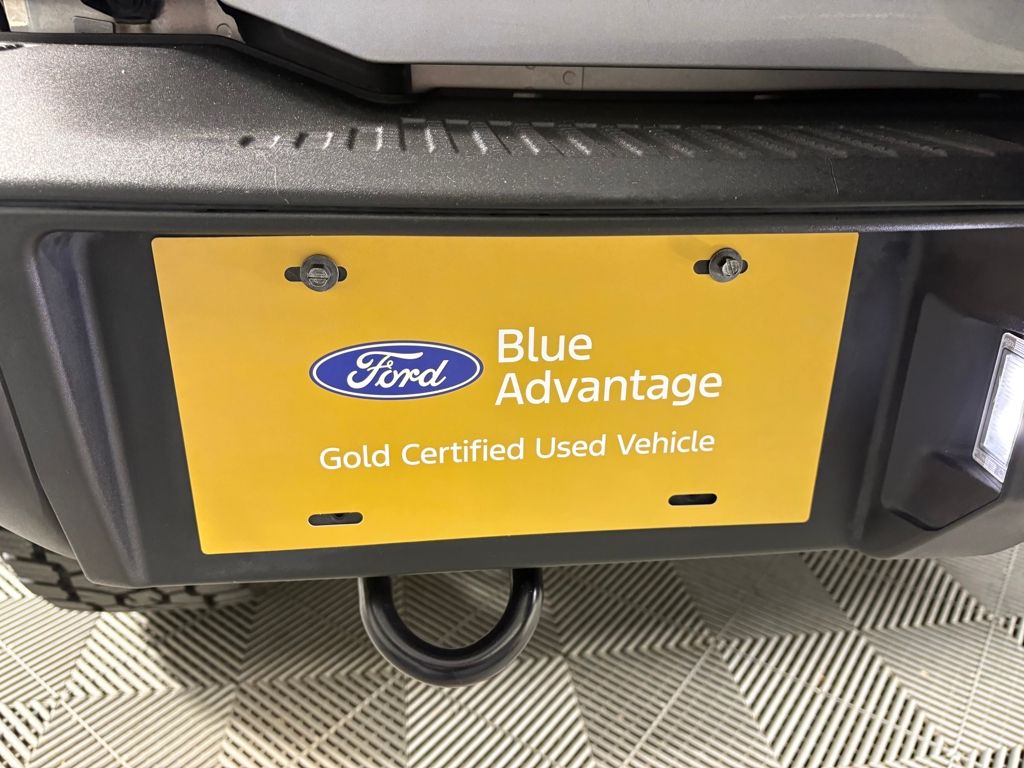 Ford
Blue
Advantage
Gold Certified Used Vehicle